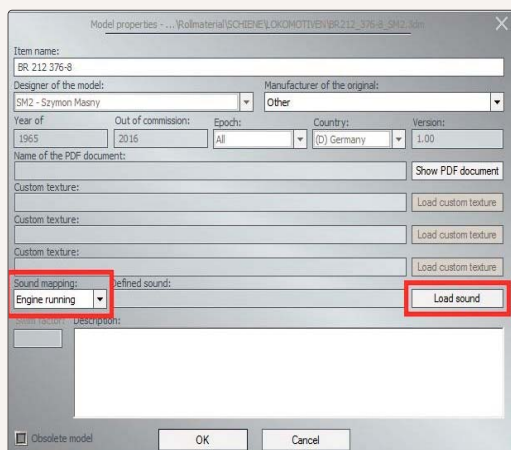 Model properties - ...\Rollmaterial\SCHIENE\LOKOMOTIVEN\BR212_376-8_SM2.3dm
Item name:
BR 212 376-8
Designer of the model: Manufacturer of the original:
SM2 - Szymon Masny Other
Year of Out of commission: Epoch: Country: Version:
1965 2016 All (D) Germany 1.00
Name of the PDF document:
Show PDF document
Custom texture:
Load custom texture
Custom texture:
Load custom texture
Custom texture:
Load custom texture
Sound mapping: Defined sound:
Engine running Load sound
factor: Description:
Obsolete model OK Cancel